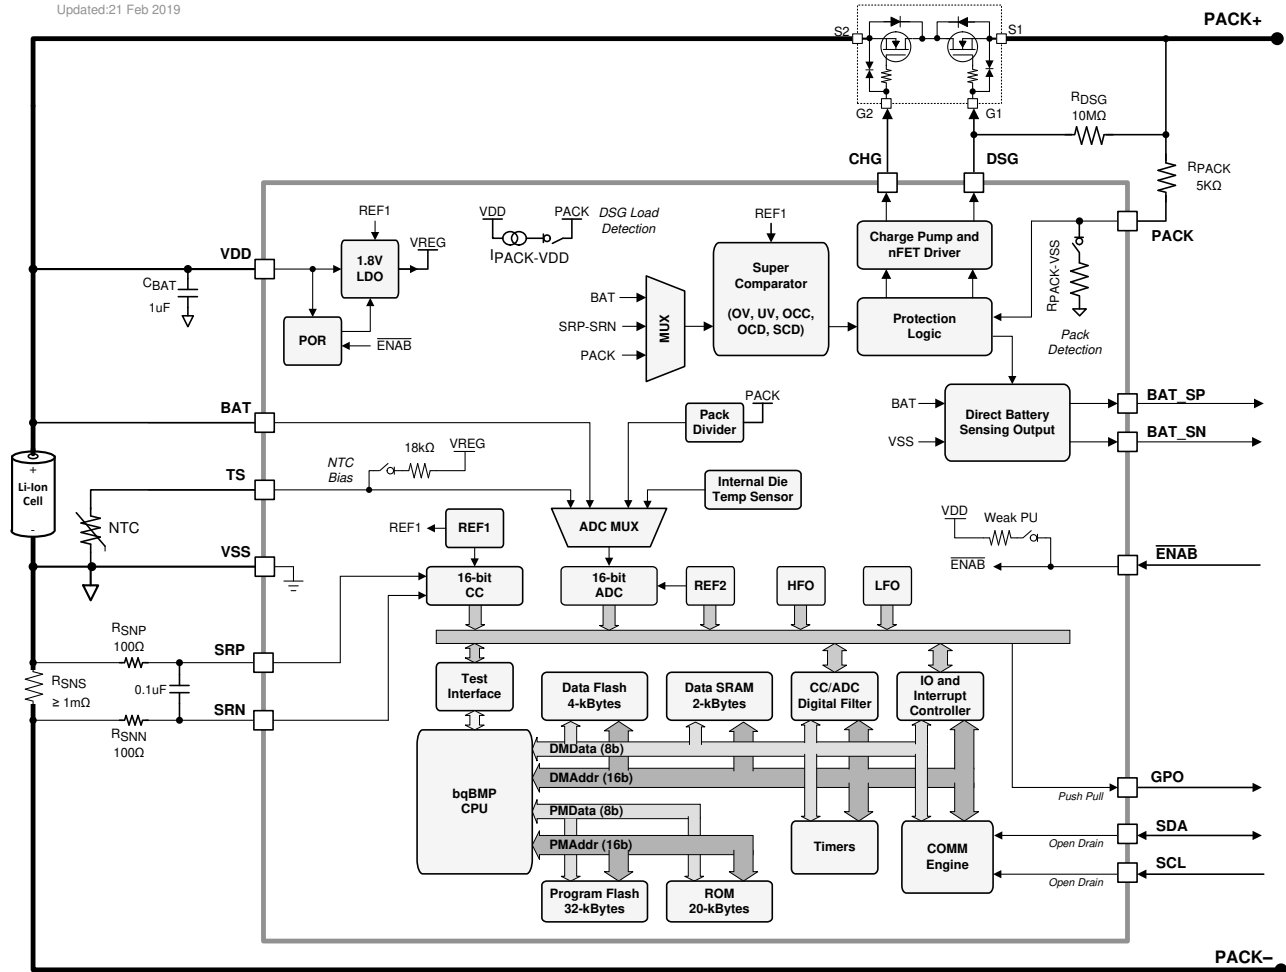 Updated:21 Feb 2019
PACK+
S2
S1
G2
G1
RDSG
10MΩ
CHG
DSG
RPACK
5KΩ
PACK
REF1
VDD
1.8V
LDO
VREG
VDD
PACK
DSG Load
Detection
IPACK-VDD
REF1
Charge Pump and
nFET Driver
RPACK-VSS
Pack
Detection
CBAT
1uF
POR
ENAB
BAT
SRP-SRN
PACK
MUX
Super
Comparator
(OV, UV, OCC,
OCD, SCD)
Protection
Logic
BAT
VSS
Direct Battery
Sensing Output
BAT_SP
BAT_SN
BAT
Pack
Divider
PACK
+
Li-Ion
Cell
-
TS
NTC
Bias
18kΩ
VREG
Internal Die
Temp Sensor
NTC
REF1
REF1
ADC MUX
VDD
Weak PU
ENAB
ENAB
VSS
16-bit
CC
16-bit
ADC
REF2
HFO
LFO
RSNP
100Ω
SRP
RSNS
≥ 1mΩ
0.1uF
SRN
RSNN
100Ω
Test
Interface
Data Flash
4-kBytes
Data SRAM
2-kBytes
CC/ADC
Digital Filter
IO and
Interrupt
Controller
bqBMP
CPU
DMData (8b)
DMAddr (16b)
PMData (8b)
PMAddr (16b)
Timers
COMM
Engine
Program Flash
32-kBytes
ROM
20-kBytes
Push Pull
GPO
Open Drain
SDA
Open Drain
SCL
PACK–